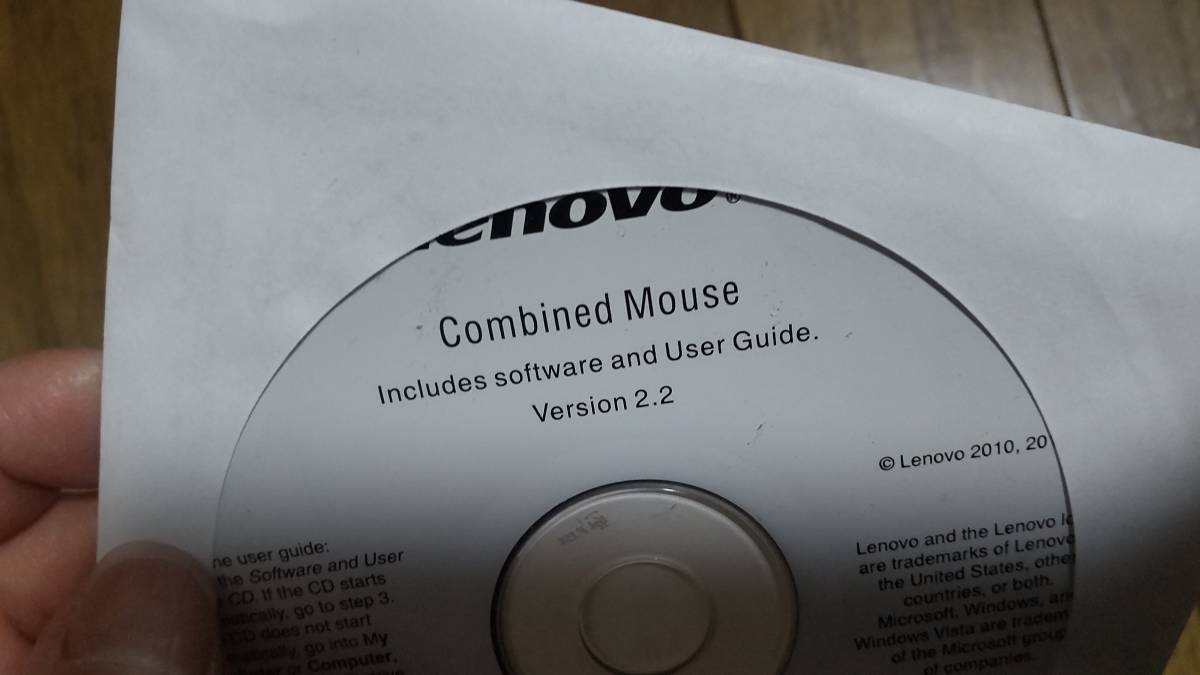 lenovo®
Combined Mouse
Includes software and User Guide.
Version 2.2
© Lenovo 2010, 20
user guide:
the Software and User
CD. If the CD starts
go to step 3.
CD does not start
go into My
or Computer.
Lenovo and the Lenovo
are trademarks of Lenovo
the United States, other
countries, or both.
Microsoft, Windows,
Windows Vista are
of the Microsoft group
of companies.